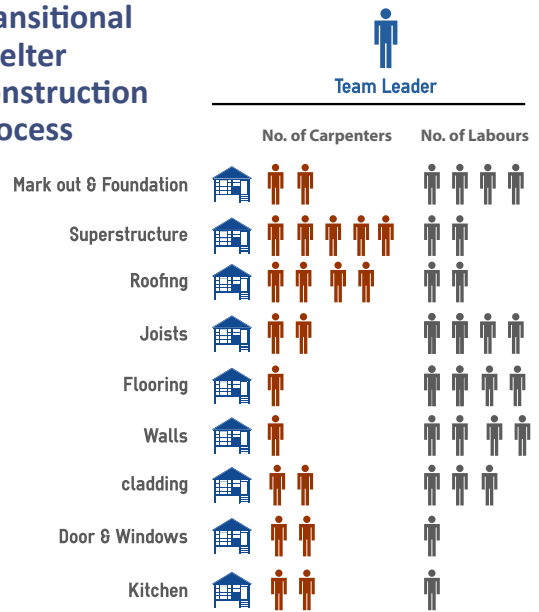 ansitional
elter
nstruction
ocess
Team Leader
No. of Carpenters No. of Labours
Mark out & Foundation
Superstructure
Roofing
Joists
Flooring
Walls
cladding
Door & Windows
Kitchen